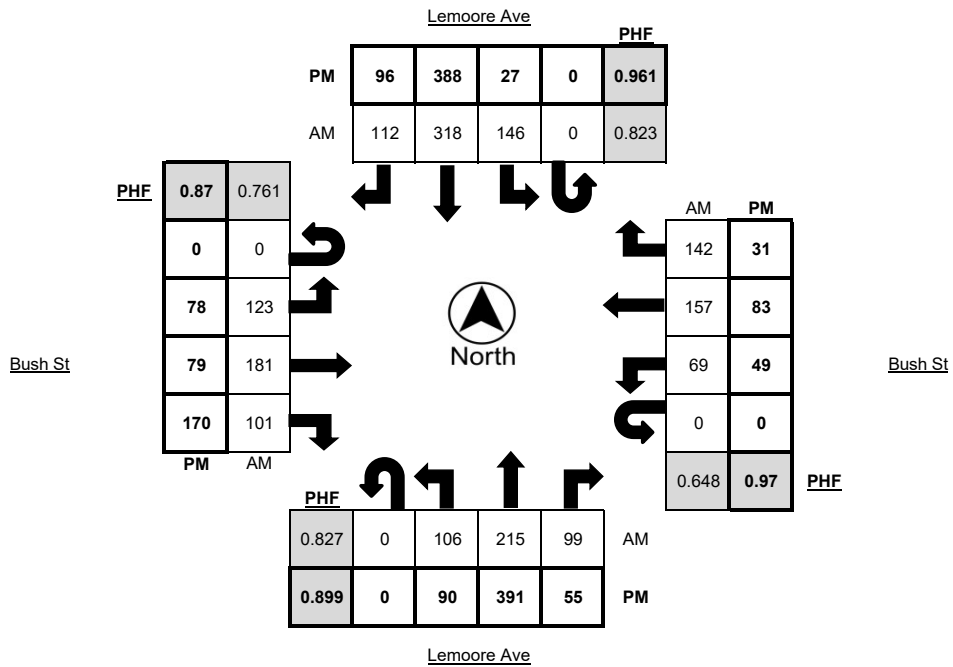 Lemoore Ave
PHF
PM 96 388 27 0 0.961
AM 112 318 146 0 0.823
PHF 0.87 0.761
AM PM
0 0
142 31
78 123
157 83
North
Bush St
79 181
69 49
Bush St
170 101
0 0
PM AM
0.648 0.97 PHF
PHF
0.827 0 106 215 99 AM
0.899 0 90 391 55 PM
Lemoore Ave